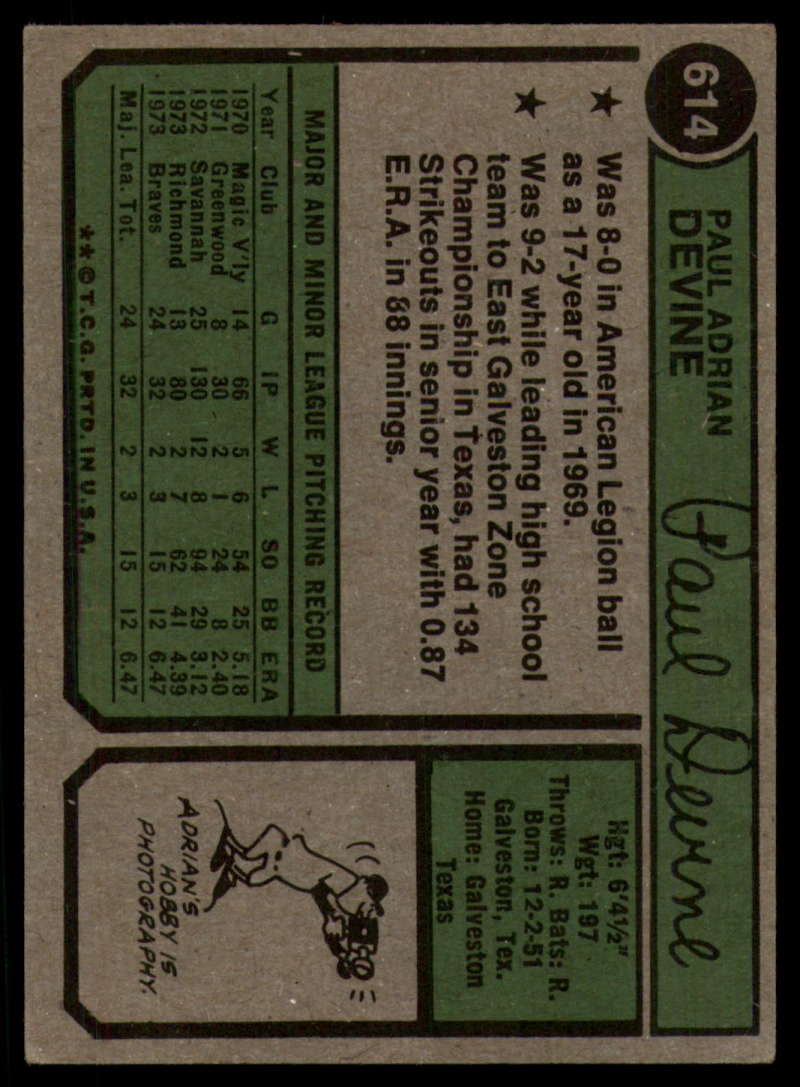 614
PAUL ADRIAN
DEVINE
Paul Devine
★ Was 8-0 in American Legion ball
as a 17-year old in 1969.
★ Was 9-2 while leading high school
team to East Galveston Zone
Championship in Texas, had 134
Strikeouts in senior year with 0.87
E.R.A. in 88 innings.
Hgt: 6'4½"
Wgt: 197
Throws: R. Bats: R.
Born: 12-2-51
Galveston, Tex.
Home: Galveston
Texas
MAJOR AND MINOR LEAGUE PITCHING RECORD
Year Club G IP W L SO BB ERA
1970 Magic V'ly 14 66 5 6 54 25 5.18
1971 Greenwood 8 30 2 1 24 8 2.40
1972 Savannah 25 130 12 8 94 29 3.12
1973 Richmond 13 80 2 7 62 41 4.39
1973 Braves 24 32 2 3 15 12 6.47
Maj. Lea. Tot. 24 32 2 3 15 12 6.47
**©T.C.G. PRTD. IN U.S.A.
ADRIAN'S
HOBBY IS
PHOTOGRAPHY.